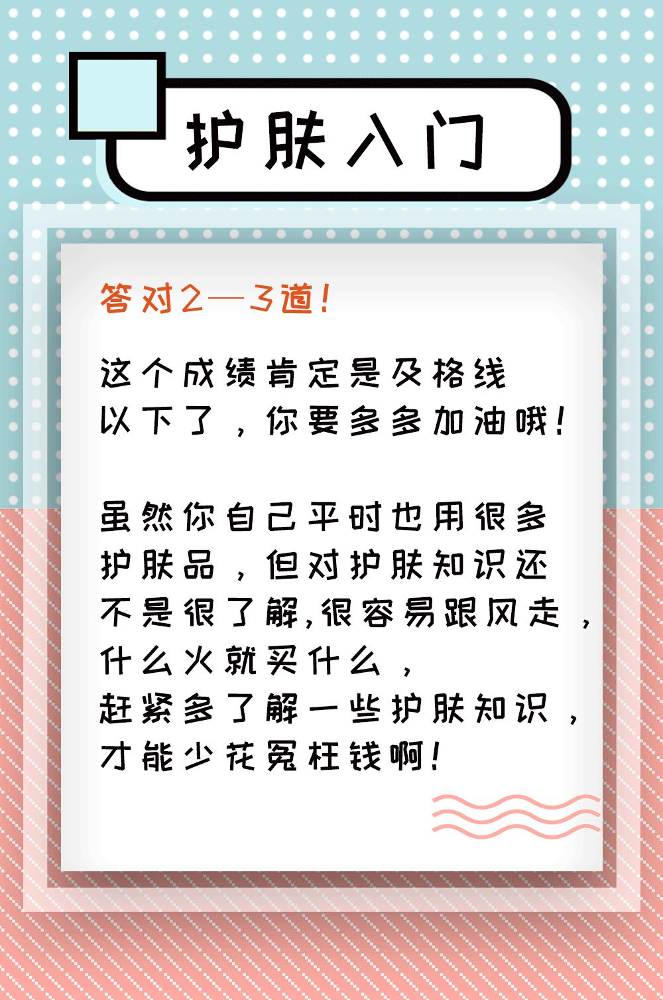 护肤入门
答对2—3道!
这个成绩肯定是及格线
以下了，你要多多加油哦!
虽然你自己平时也用很多
护肤品，但对护肤知识还
不是很了解,很容易跟风走，
什么火就买什么，
赶紧多了解一些护肤知识，
才能少花冤枉钱啊!